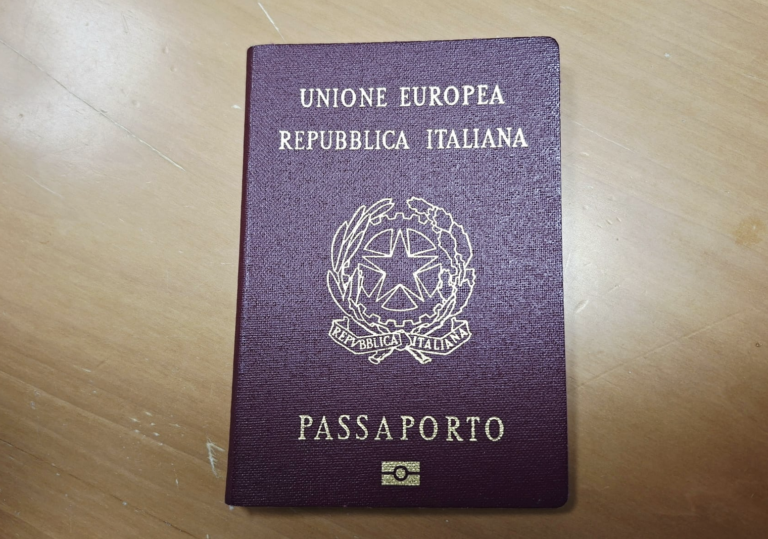 UNIONE EUROPEA
REPUBBLICA ITALIANA
REPVBBLICA ITALIANA
PASSAPORTO